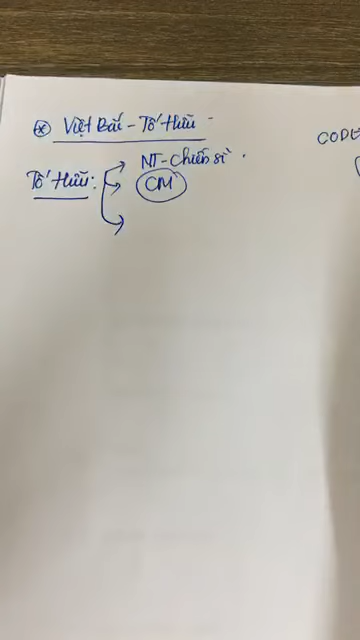 * Việt Bắc - Tố Hữu -
CODE
NT - Chiến sĩ.
Tố Hữu:
CM